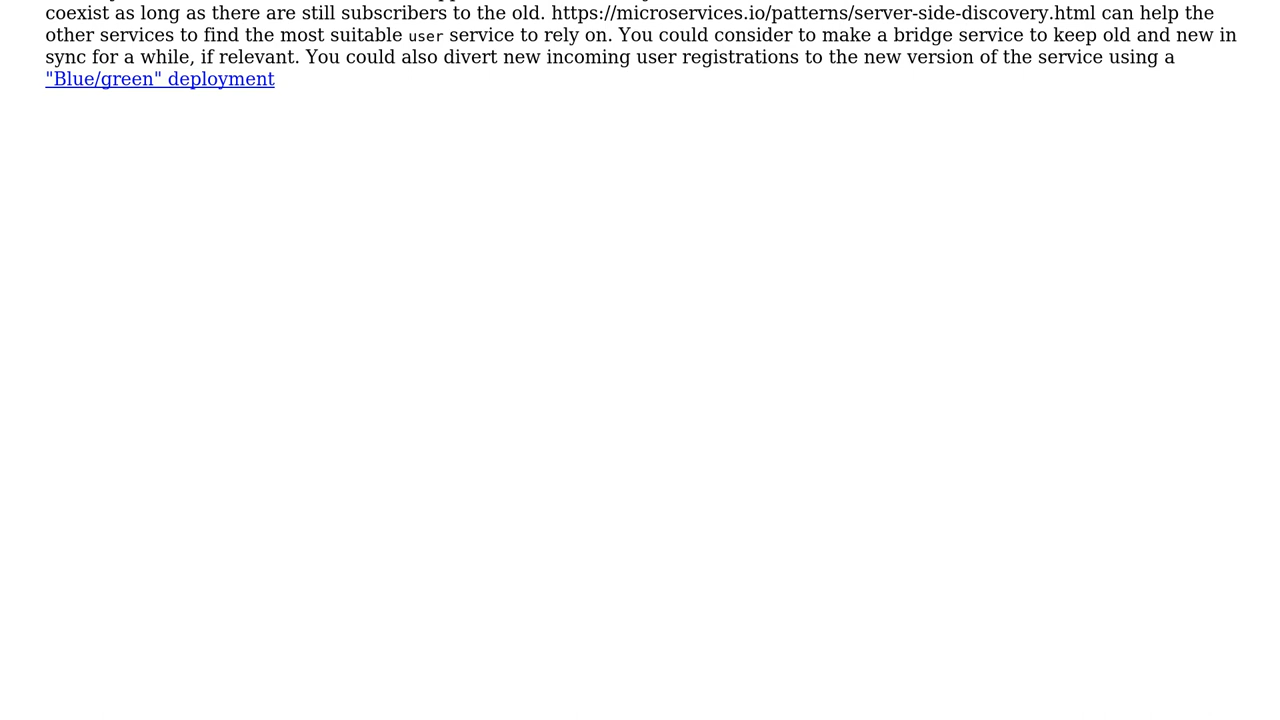 coexist as long as there are still subscribers to the old. https://microservices.io/patterns/server-side-discovery.html can help the
other services to find the most suitable user service to rely on. You could consider to make a bridge service to keep old and new in
sync for a while, if relevant. You could also divert new incoming user registrations to the new version of the service using a
"Blue/green" deployment